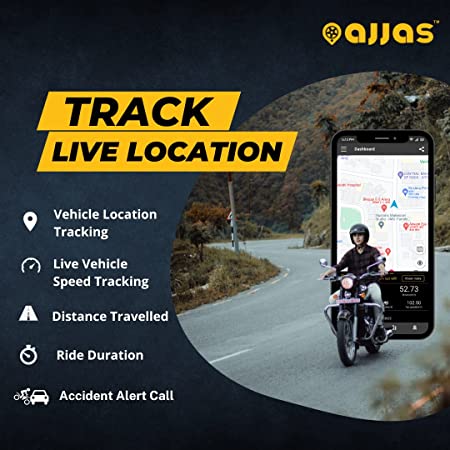 ajjas™
TRACK
LIVE LOCATION
Vehicle Location
Tracking
Live Vehicle
Speed Tracking
Distance Travelled
Ride Duration
Accident Alert Call
Dashboard
52.73
102.50